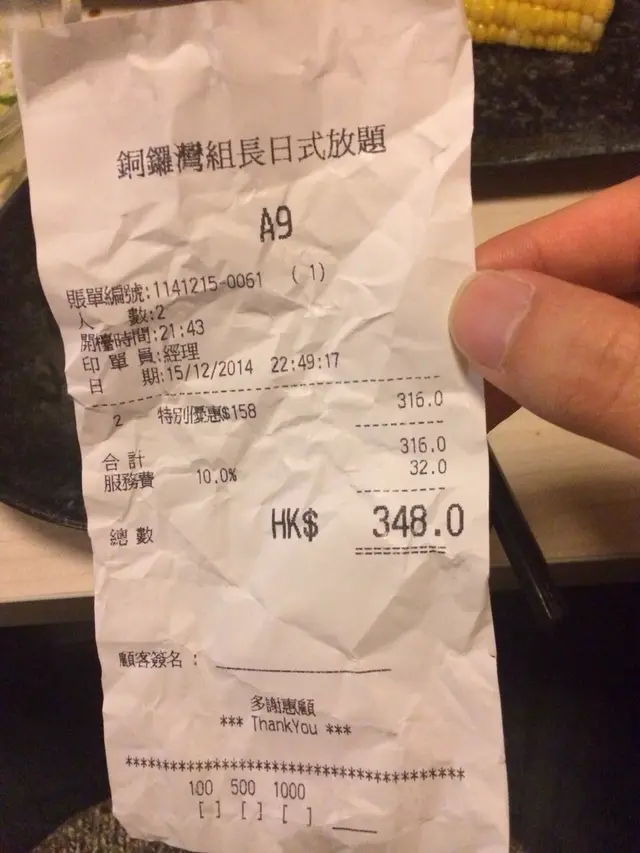 銅鑼灣組長日式放題
A9
賬單編號:1141215-0061 (1)
人 數:2
開檯時間:21:43
印單員:經理
日 期:15/12/2014 22:49:17
2 特別優惠$158 316.0
合計 316.0
服務費 10.0% 32.0
總數 HK$ 348.0
顧客簽名:
多謝惠顧
*** ThankYou ***
****************************************
100 500 1000
[ ] [ ] [ ]